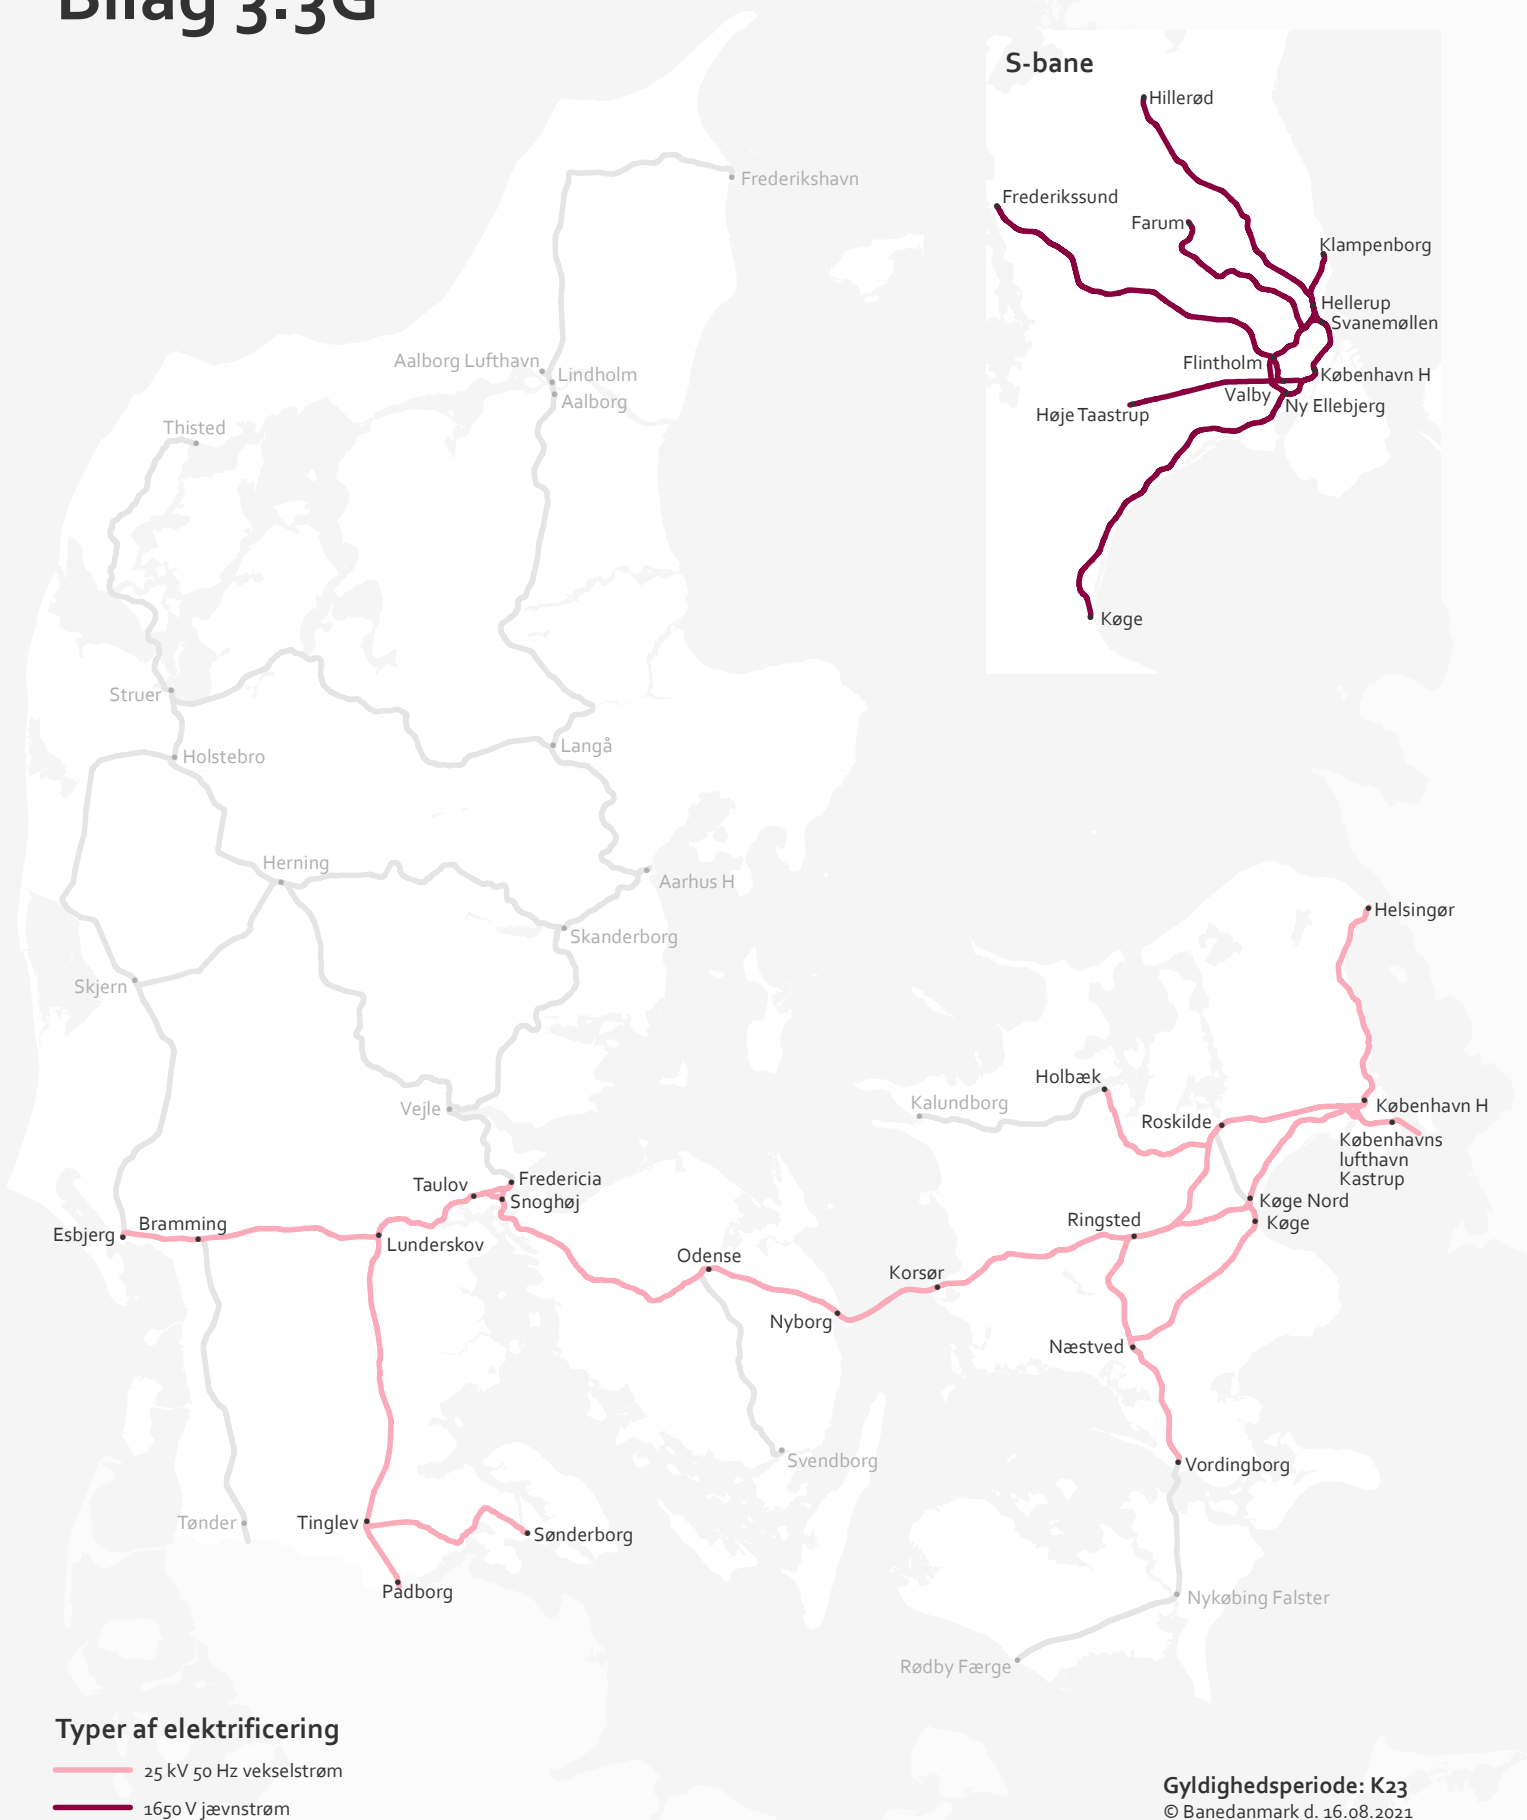 Bilag 3.3G
S-bane
Hillerød
Frederikshavn
Frederikssund
Farum
Klampenborg
Hellerup
Svanemøllen
Aalborg Lufthavn
Flintholm
Lindholm
København H
Valby
Aalborg
Ny Ellebjerg
Høje Taastrup
Thisted
Køge
Struer
Langå
Holstebro
Herning
Aarhus H
Helsingør
Skanderborg
Skjern
Holbæk
Kalundborg
København H
Vejle
Roskilde
Københavns
lufthavn
Kastrup
Fredericia
Taulov
Snoghøj
Køge Nord
Ringsted
Køge
Bramming
Esbjerg
Lunderskov
Odense
Korsør
Nyborg
Næstved
Svendborg
Vordingborg
Tønder
Tinglev
Sønderborg
Padborg
Nykøbing Falster
Rødby Færge
Typer af elektrificering
25 kV 50 Hz vekselstrøm
1650 V jævnstrøm
Gyldighedsperiode: K23
© Banedanmark d. 16.08.2021